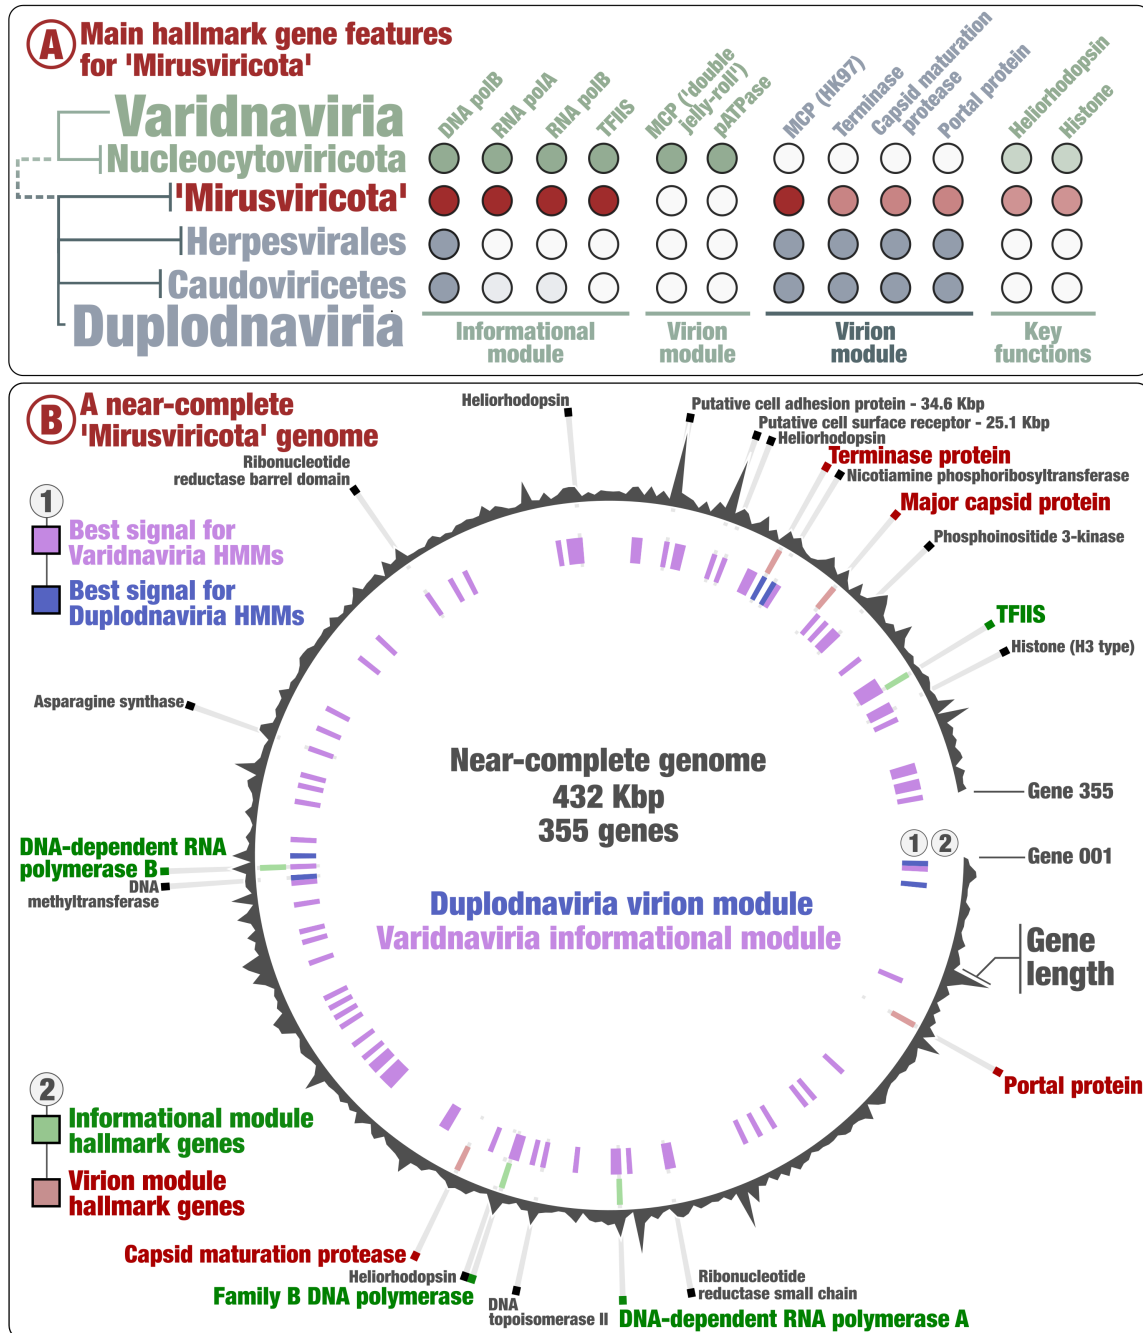 A
Main hallmark gene features
for 'Mirusviricota'
DNA polB
RNA polA
RNA polB
TFIIS
MCP ('double
jelly-roll')
pATPase
MCP (HK97)
Terminase
Capsid maturation
protease
Portal protein
Heliorhodopsin
Histone
Varidnaviria
Nucleocytoviricota
'Mirusviricota'
Herpesvirales
Caudoviricetes
Duplodnaviria
Informational
module
Virion
module
Virion
module
Key
functions
B
A near-complete
'Mirusviricota' genome
Heliorhodopsin
Putative cell adhesion protein - 34.6 Kbp
Putative cell surface receptor - 25.1 Kbp
Heliorhodopsin
Terminase protein
Nicotiamine phosphoribosyltransferase
Ribonucleotide
reductase barrel domain
Major capsid protein
Phosphoinositide 3-kinase
1
Best signal for
Varidnaviria HMMs
Best signal for
Duplodnaviria HMMs
TFIIS
Histone (H3 type)
Asparagine synthase
Near-complete genome
432 Kbp
355 genes
Gene 355
1 2
Gene 001
DNA-dependent RNA
polymerase B
DNA
methyltransferase
Duplodnaviria virion module
Varidnaviria informational module
Gene
length
Portal protein
2
Informational module
hallmark genes
Virion module
hallmark genes
Capsid maturation protease
Heliorhodopsin
Family B DNA polymerase
DNA
topoisomerase II
Ribonucleotide
reductase small chain
DNA-dependent RNA polymerase A